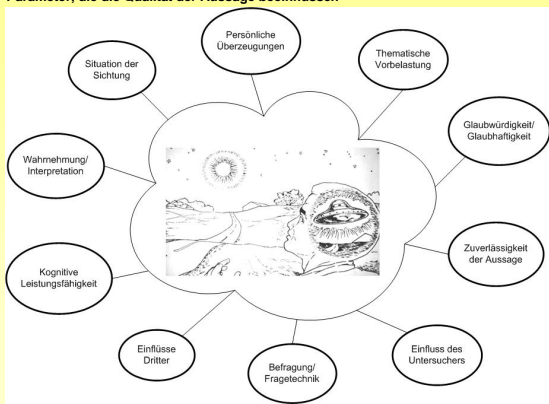 Parameter, die die Qualität der Aussage beeinflussen
Persönliche
Überzeugungen
Situation der
Sichtung
Thematische
Vorbelastung
Glaubwürdigkeit/
Glaubhaftigkeit
Wahrnehmung/
Interpretation
Zuverlässigkeit
der Aussage
Kognitive
Leistungsfähigkeit
Einflüsse
Dritter
Befragung/
Fragetechnik
Einfluss des
Untersuchers